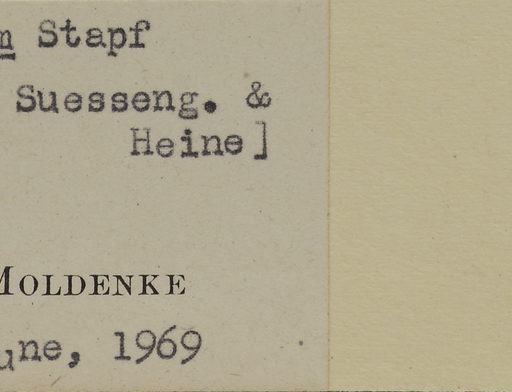 m Stapf
Suesseng. &
Heine]
MOLDENKE
une, 1969